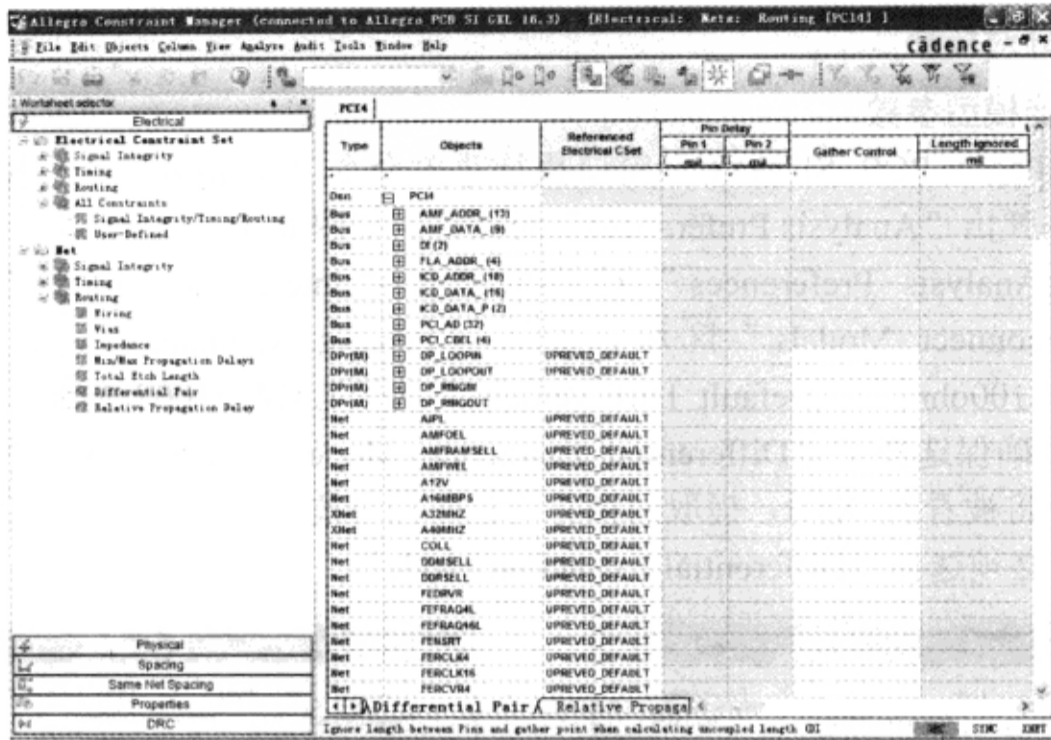 Allegro Constraint Manager (connected to Allegro PCB SI GXL 16.3) - [Electrical: Nets: Routing [PCI4] ]
File Edit Objects Column View Analyze Audit Tools Window Help
cādence
Worksheet selector
Electrical
Electrical Constraint Set
Signal Integrity
Timing
Routing
All Constraints
Signal Integrity/Timing/Routing
User-Defined
Net
Signal Integrity
Timing
Routing
Wiring
Vias
Impedance
Min/Max Propagation Delays
Total Etch Length
Differential Pair
Relative Propagation Delay
Physical
Spacing
Same Net Spacing
Properties
DRC
PCI4
Type Objects Referenced Electrical CSet Pin Delay Pin 1 mil Pin 2 mil Gather Control Length Ignored mil
Dsn PCI4
Bus AMF_ADDR_ (13)
Bus AMF_DATA_ (9)
Bus DI (2)
Bus FLA_ADDR_ (4)
Bus ICD_ADDR_ (18)
Bus ICD_DATA_ (16)
Bus ICD_DATA_P (2)
Bus PCI_AD (32)
Bus PCI_CBEL (4)
DPr(M) DP_LOOPIN UPREVED_DEFAULT
DPr(M) DP_LOOPOUT UPREVED_DEFAULT
DPr(M) DP_RINGIN
DPr(M) DP_RINGOUT
Net AIPL UPREVED_DEFAULT
Net AMFOEL UPREVED_DEFAULT
Net AMFRAMSELL UPREVED_DEFAULT
Net AMFWEL UPREVED_DEFAULT
Net A12V UPREVED_DEFAULT
Net A16MBPS UPREVED_DEFAULT
XNet A32MHZ UPREVED_DEFAULT
XNet A40MHZ UPREVED_DEFAULT
Net COLL UPREVED_DEFAULT
Net DDMSELL UPREVED_DEFAULT
Net DDRSELL UPREVED_DEFAULT
Net FEDRVR UPREVED_DEFAULT
Net FEFRAQ4L UPREVED_DEFAULT
Net FEFRAQ16L UPREVED_DEFAULT
Net FENSRT UPREVED_DEFAULT
Net FERCLK4 UPREVED_DEFAULT
Net FERCLK16 UPREVED_DEFAULT
Net FERCVR4 UPREVED_DEFAULT
Differential Pair Relative Propaga
Ignore length between Pins and gather point when calculating uncoupled length
DRC SYNC XNET